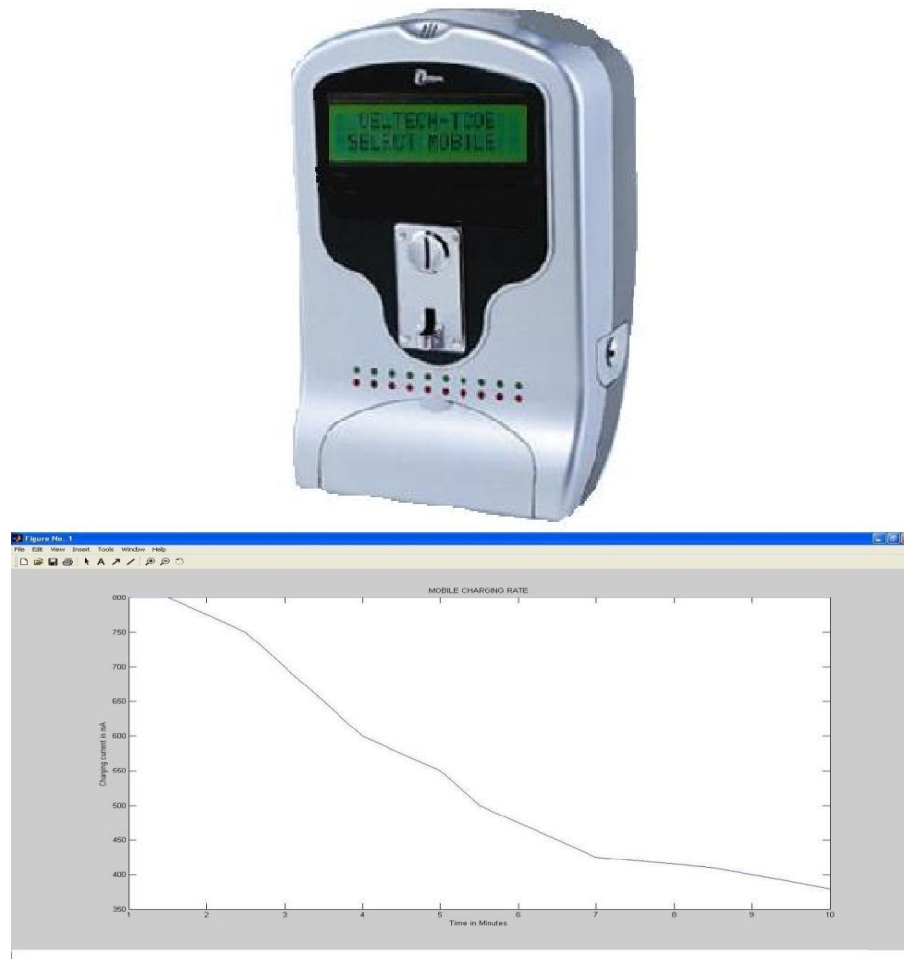 SELECT MOBILE
Figure No. 1
File Edit View Insert Tools Window Help
A
MOBILE CHARGING RATE
800
750
700
650
600
550
500
450
400
350
Charging current in mA
1 2 3 4 5 6 7 8 9 10
Time in Minutes